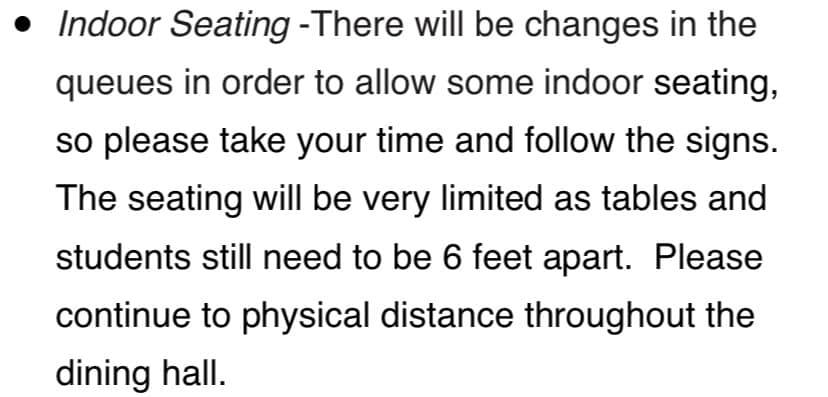 • Indoor Seating -There will be changes in the
queues in order to allow some indoor seating,
so please take your time and follow the signs.
The seating will be very limited as tables and
students still need to be 6 feet apart.  Please
continue to physical distance throughout the
dining hall.